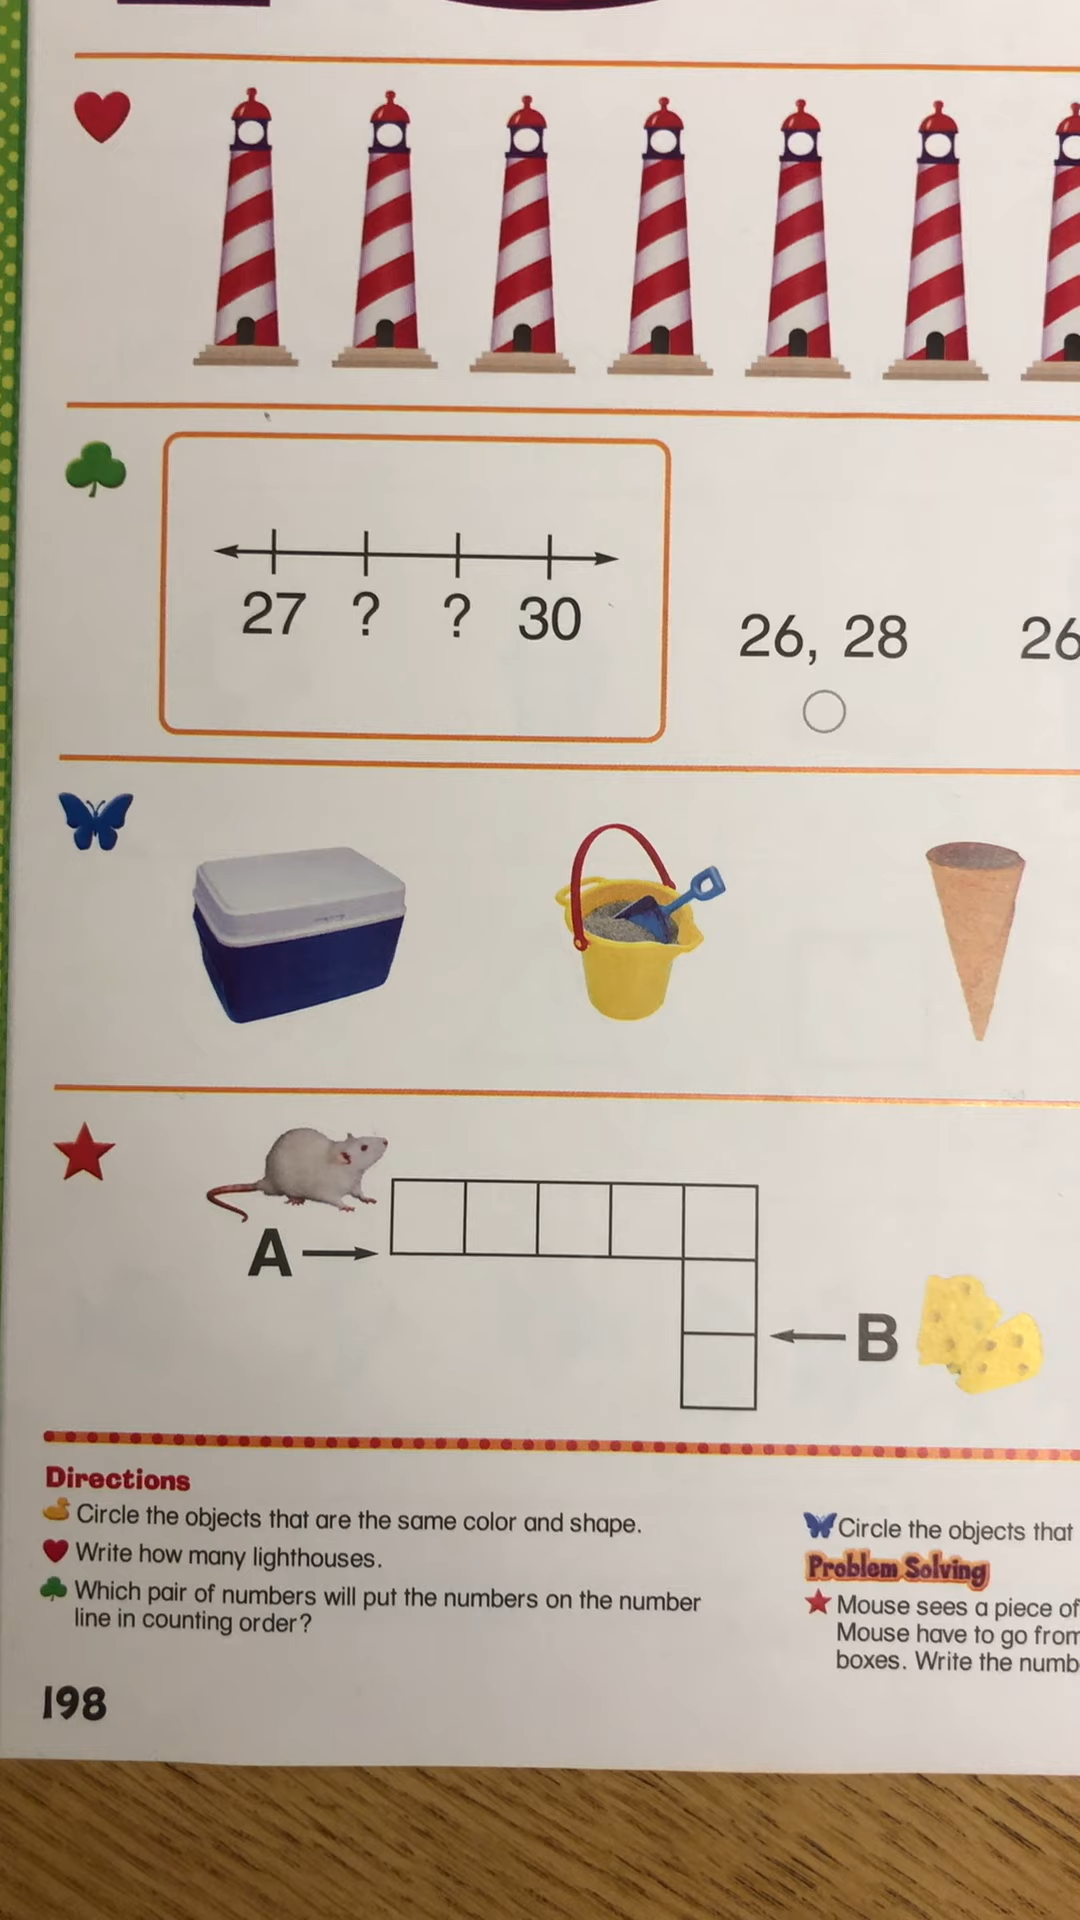 27 ? ? 30
26, 28 26
A
B
Directions
Circle the objects that are the same color and shape.
Write how many lighthouses.
Which pair of numbers will put the numbers on the number
line in counting order?
Circle the objects that
Problem Solving
Mouse sees a piece of
Mouse have to go from
boxes. Write the numb
198